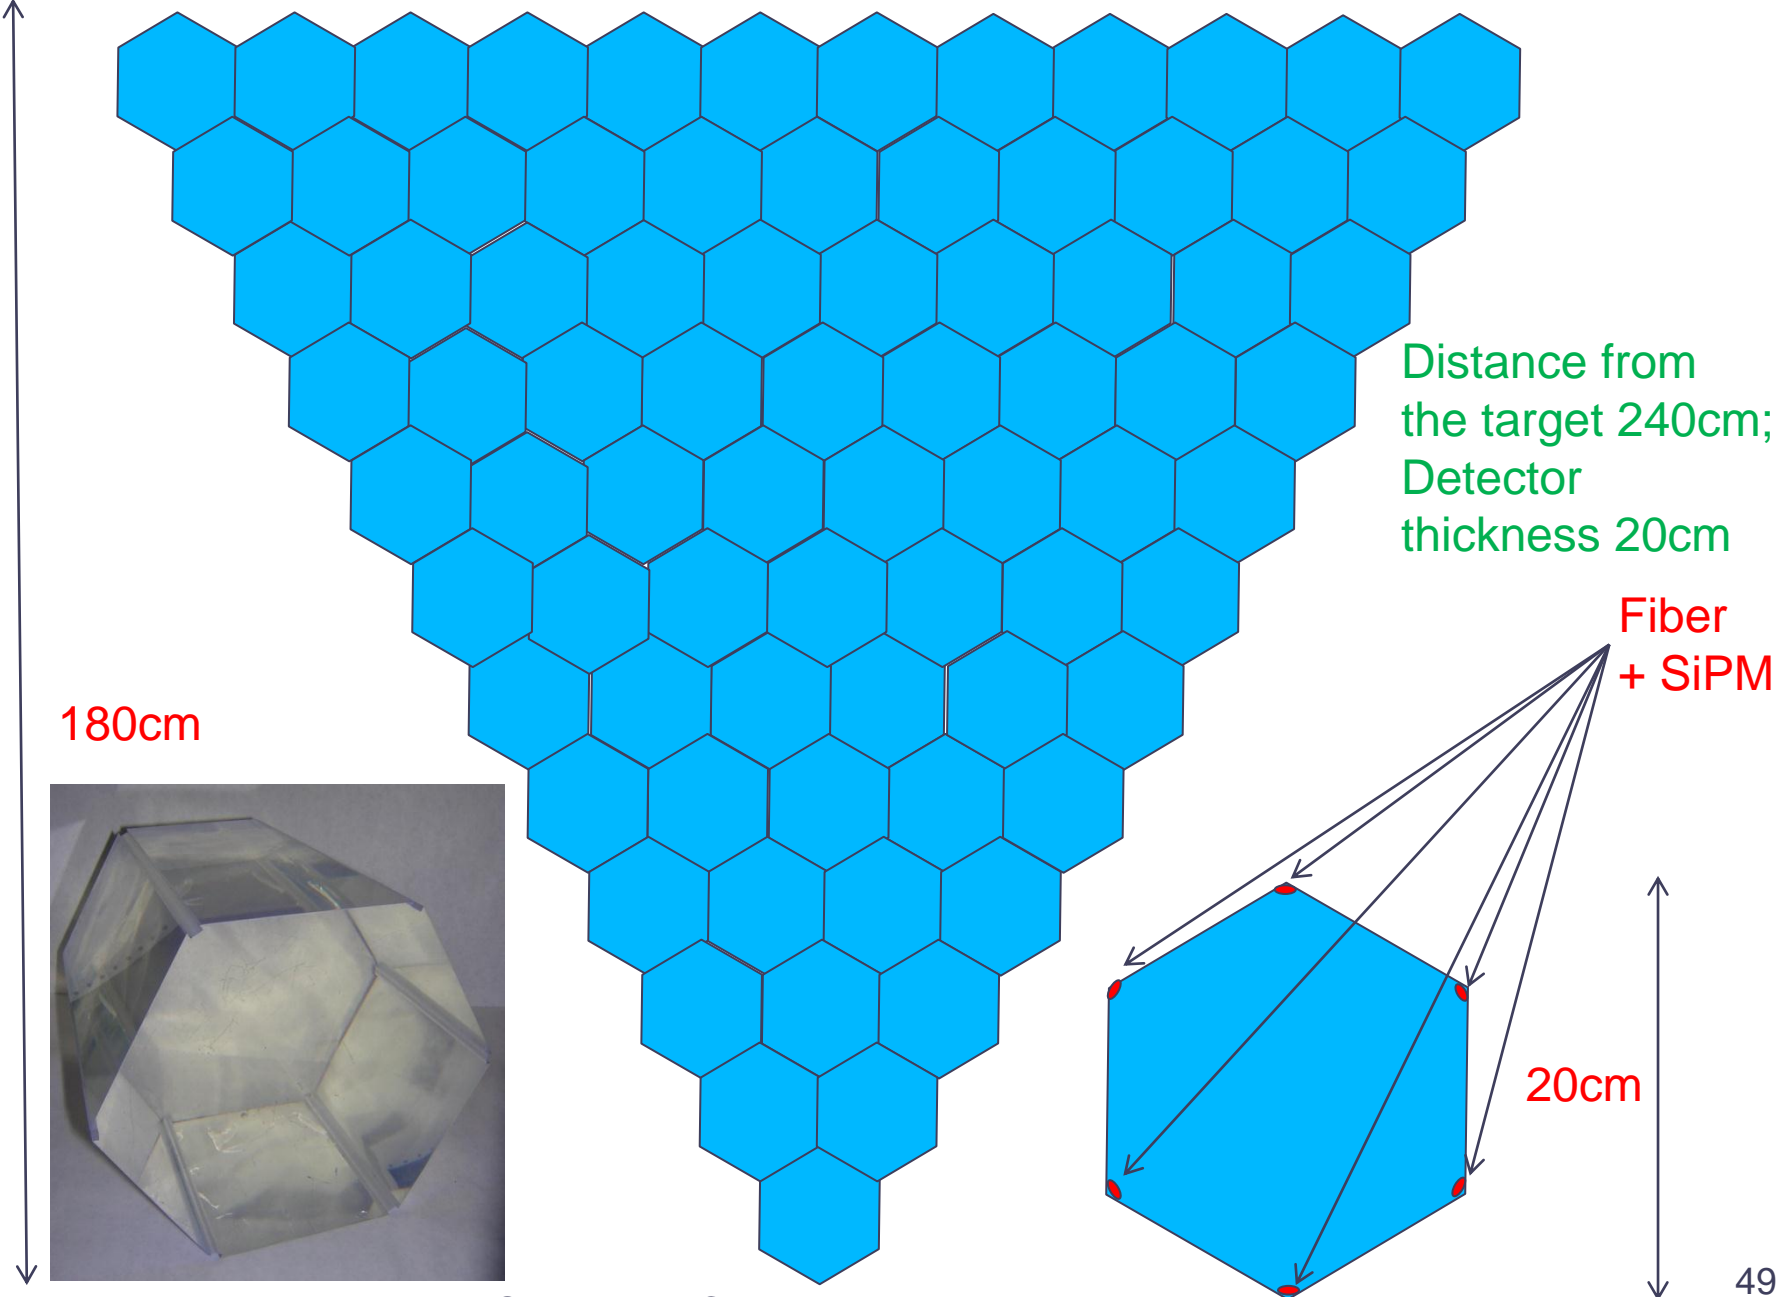 Distance from
the target 240cm;
Detector
thickness 20cm
Fiber
+ SiPM
180cm
20cm
49